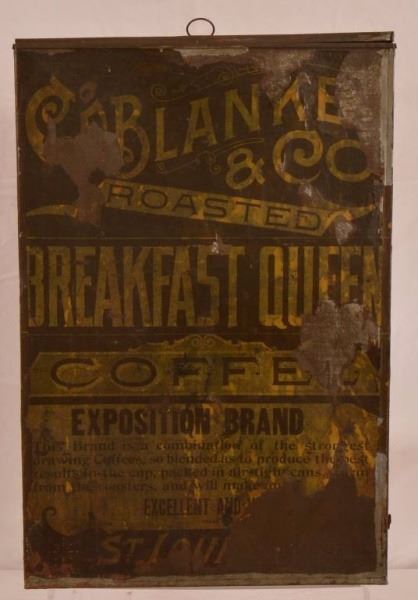 BLANKE
& CO
ROASTED
BREAKFAST QUEEN
COFFEE
EXPOSITION BRAND
This Brand is a combination of the strongest
drawing Coffees, so blended as to produce the best
results in the cup, packed in airtight cans,
from the roasters, and will make
EXCELLENT AND
ST. LOUI